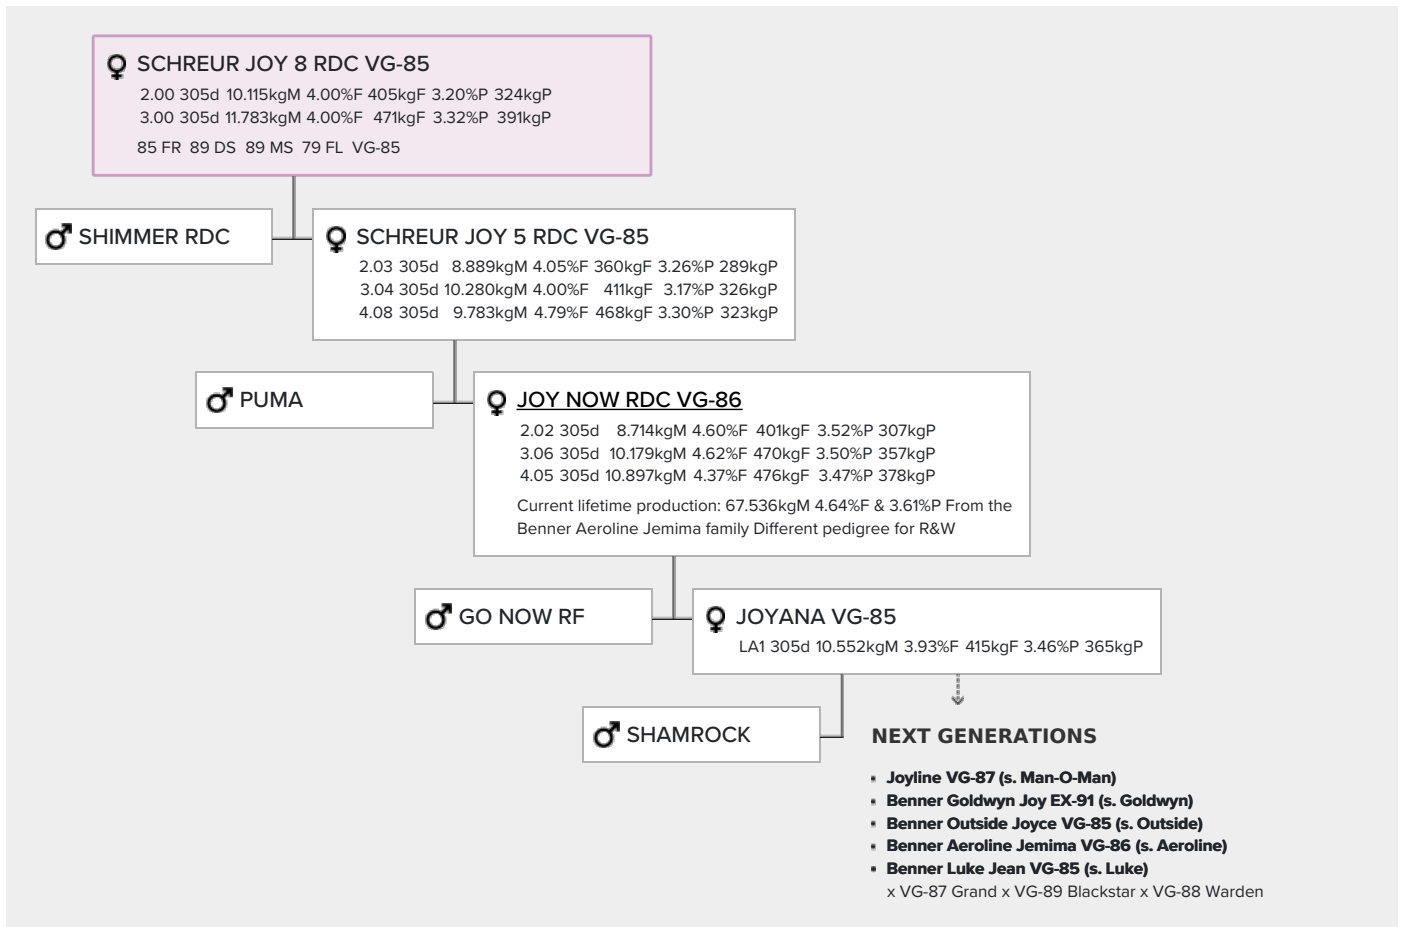 SCHREUR JOY 8 RDC VG-85
2.00 305d 10.115kgM 4.00%F 405kgF 3.20%P 324kgP
3.00 305d 11.783kgM 4.00%F 471kgF 3.32%P 391kgP
85 FR 89 DS 89 MS 79 FL VG-85
SHIMMER RDC
SCHREUR JOY 5 RDC VG-85
2.03 305d 8.889kgM 4.05%F 360kgF 3.26%P 289kgP
3.04 305d 10.280kgM 4.00%F 411kgF 3.17%P 326kgP
4.08 305d 9.783kgM 4.79%F 468kgF 3.30%P 323kgP
PUMA
JOY NOW RDC VG-86
2.02 305d 8.714kgM 4.60%F 401kgF 3.52%P 307kgP
3.06 305d 10.179kgM 4.62%F 470kgF 3.50%P 357kgP
4.05 305d 10.897kgM 4.37%F 476kgF 3.47%P 378kgP
Current lifetime production: 67.536kgM 4.64%F & 3.61%P From the
Benner Aeroline Jemima family Different pedigree for R&W
GO NOW RF
JOYANA VG-85
LA1 305d 10.552kgM 3.93%F 415kgF 3.46%P 365kgP
SHAMROCK
NEXT GENERATIONS
▪ Joyline VG-87 (s. Man-O-Man)
▪ Benner Goldwyn Joy EX-91 (s. Goldwyn)
▪ Benner Outside Joyce VG-85 (s. Outside)
▪ Benner Aeroline Jemima VG-86 (s. Aeroline)
▪ Benner Luke Jean VG-85 (s. Luke)
x VG-87 Grand x VG-89 Blackstar x VG-88 Warden